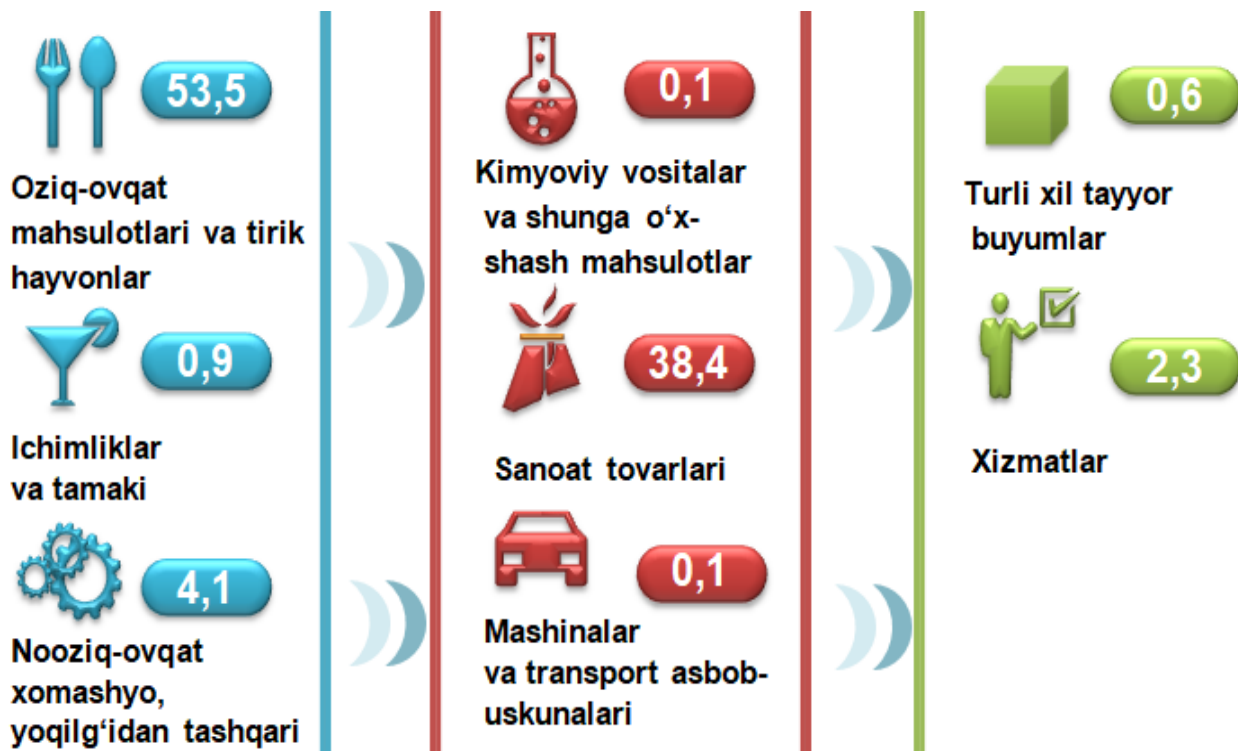 53,5
Oziq-ovqat
mahsulotlari va tirik
hayvonlar
0,9
Ichimliklar
va tamaki
4,1
Nooziq-ovqat
xomashyo,
yoqilg‘idan tashqari
0,1
Kimyoviy vositalar
va shunga o‘x-
shash mahsulotlar
38,4
Sanoat tovarlari
0,1
Mashinalar
va transport asbob-
uskunalari
0,6
Turli xil tayyor
buyumlar
2,3
Xizmatlar